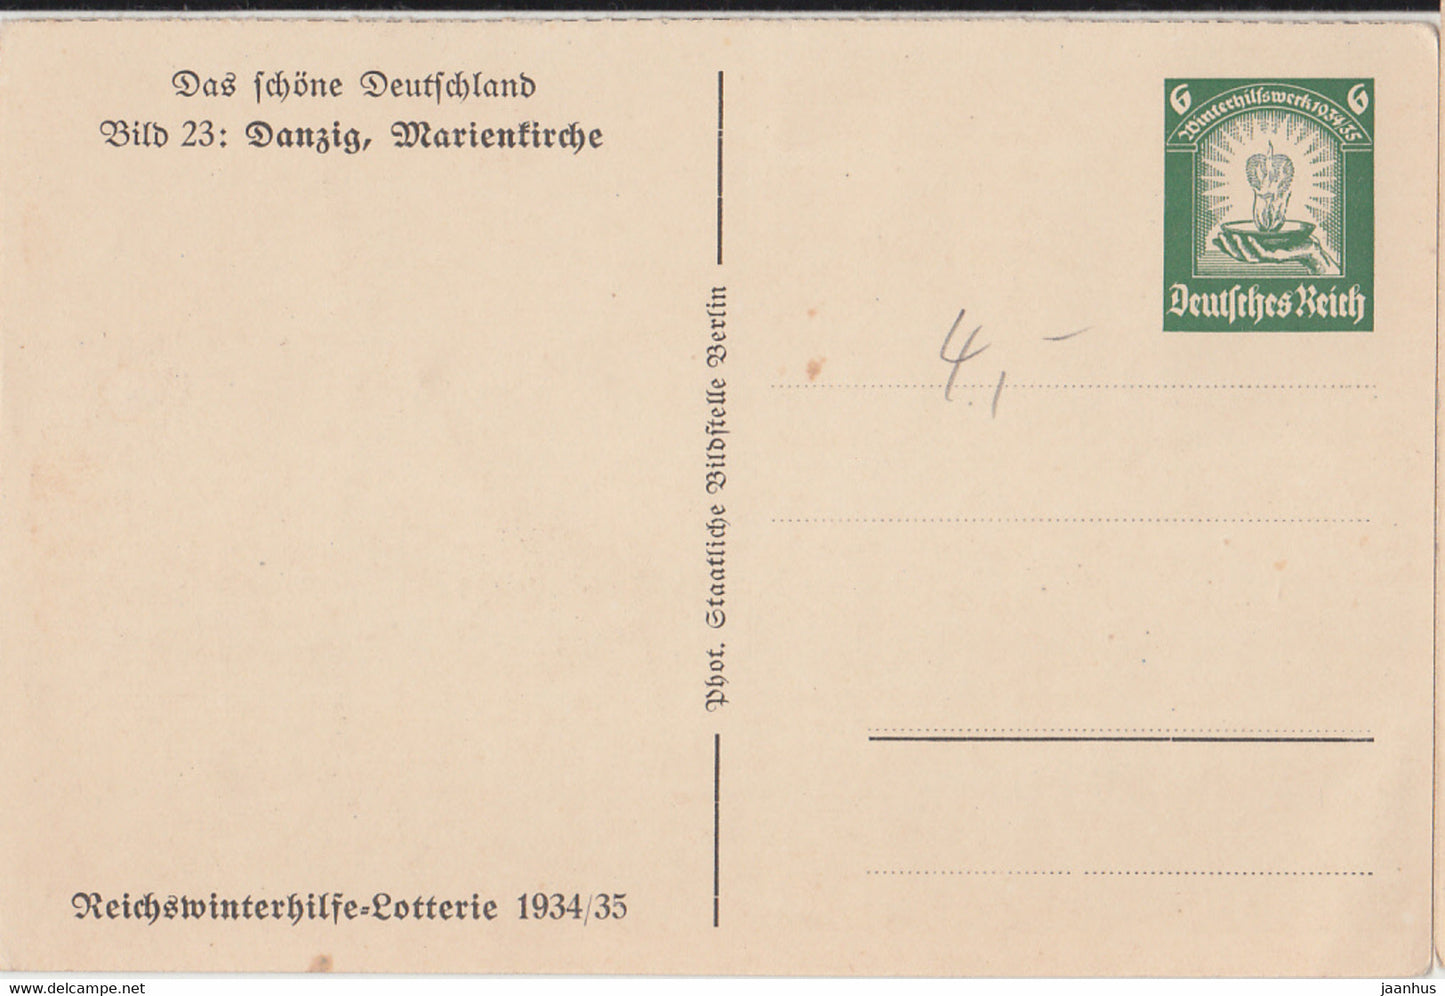 Das schöne Deutschland
Bild 23: Danzig, Marienkirche
6 6
Winterhilfswerk 1934/35
Deutsches Reich
4,-
Phot. Staatliche Bildstelle Berlin
Reichswinterhilfe-Lotterie 1934/35
www.delcampe.net
jaanhus